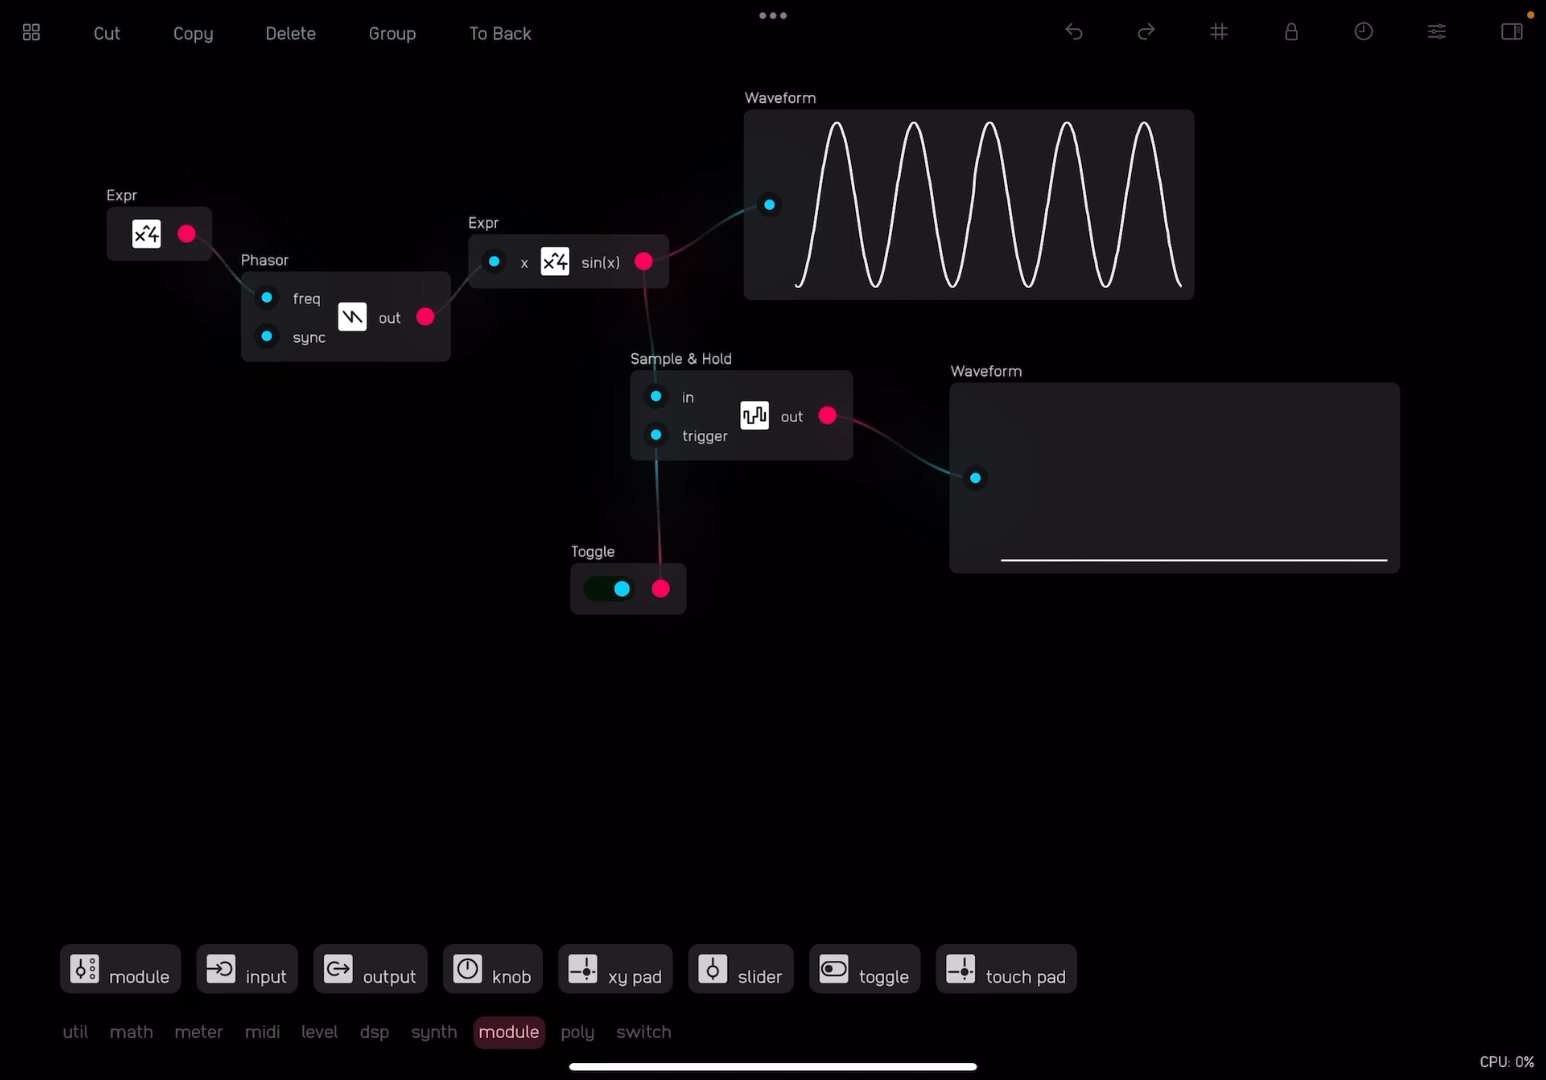 Cut Copy Delete Group To Back
Waveform
Expr
x^4
Expr
x x^4 sin(x)
Phasor
freq
out
sync
Sample & Hold
in
out
trigger
Waveform
Toggle
module input output knob xy pad slider toggle touch pad
util math meter midi level dsp synth module poly switch
CPU: 0%